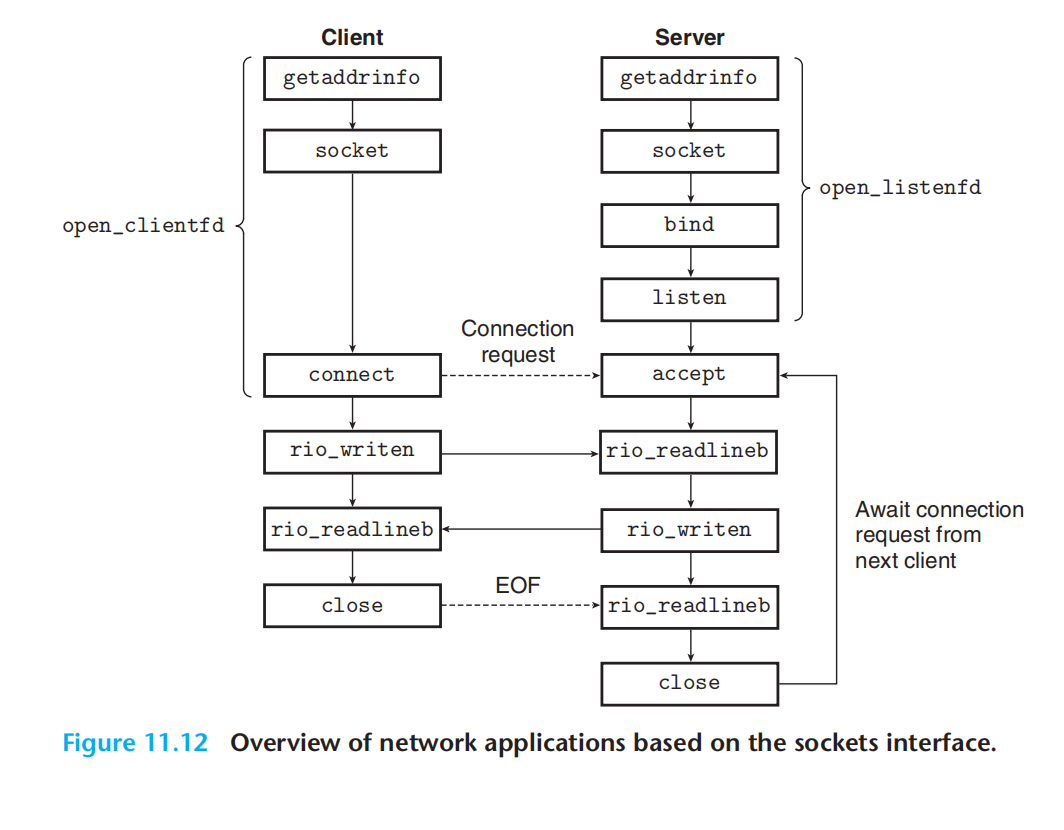 Client
Server
getaddrinfo
getaddrinfo
socket
socket
open_listenfd
open_clientfd
bind
listen
Connection
request
connect
accept
rio_writen
rio_readlineb
Await connection
request from
next client
rio_readlineb
rio_writen
EOF
close
rio_readlineb
close
Figure 11.12 Overview of network applications based on the sockets interface.